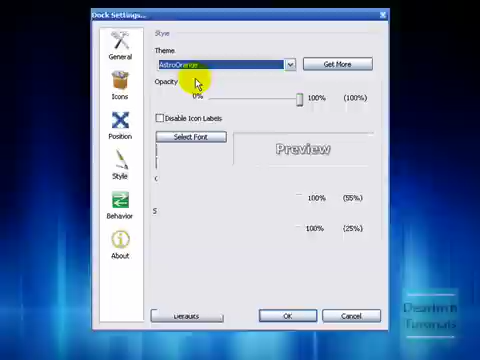 Dock Settings...
General
Icons
Position
Style
Behavior
About
Style
Theme
AstroOrange
Get More
Opacity
0%
100%
(100%)
Disable Icon Labels
Select Font
Preview
100%
(55%)
100%
(25%)
Defaults
OK
Cancel
Tutorials